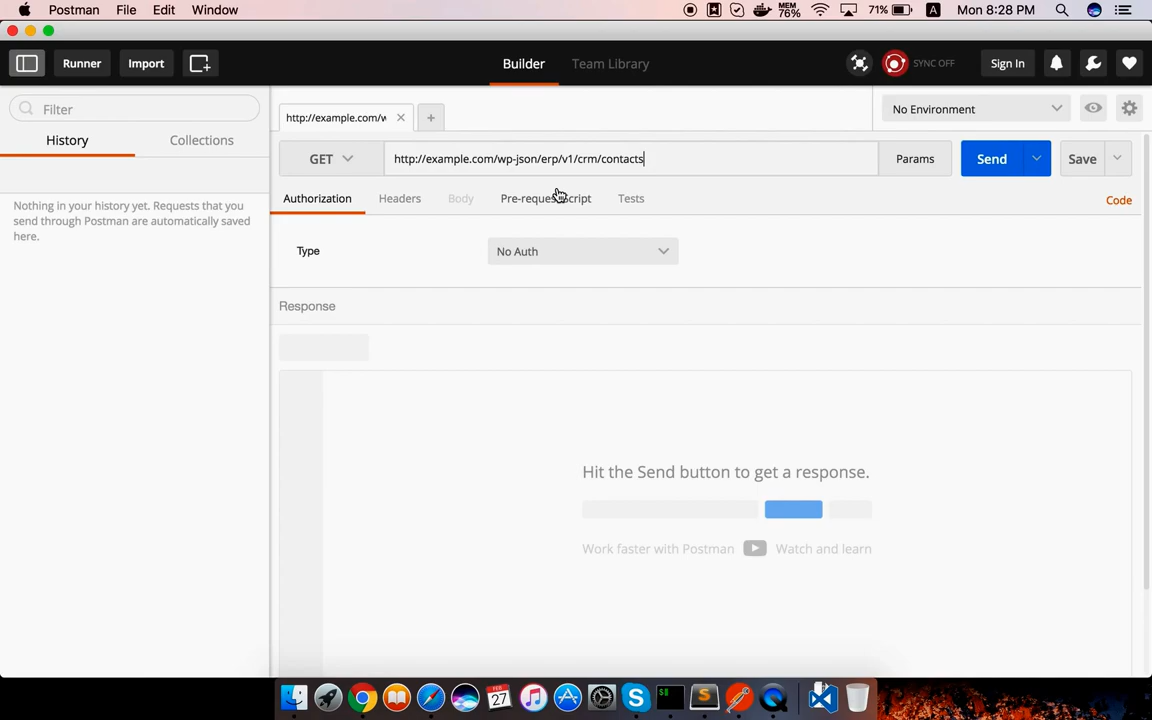 Postman File Edit Window MEM 76% 71% A Mon 8:28 PM
Runner Import Builder Team Library SYNC OFF Sign In
Filter
http://example.com/w
No Environment
History Collections
GET http://example.com/wp-json/erp/v1/crm/contacts Params Send Save
Authorization Headers Body Pre-request Script Tests Code
Nothing in your history yet. Requests that you
send through Postman are automatically saved
here.
Type No Auth
Response
Hit the Send button to get a response.
Work faster with Postman Watch and learn
FEB
27
$